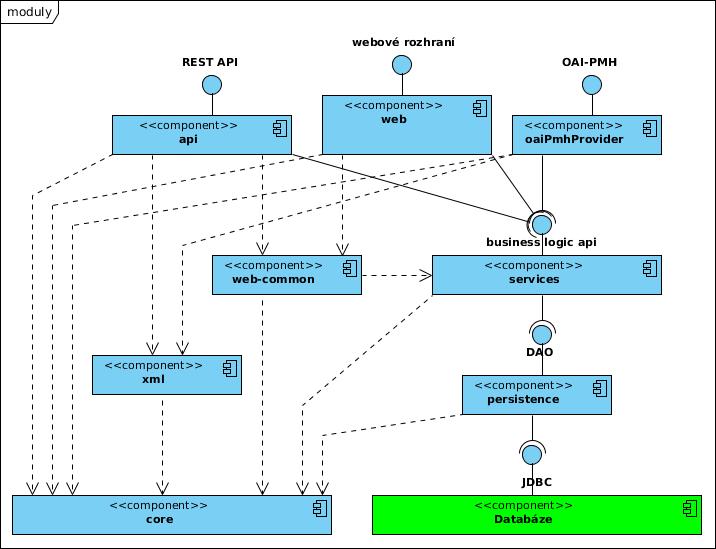 moduly
webové rozhraní
REST API
OAI-PMH
<<component>>
api
<<component>>
web
<<component>>
oaiPmhProvider
business logic api
<<component>>
web-common
<<component>>
services
DAO
<<component>>
xml
<<component>>
persistence
JDBC
<<component>>
core
<<component>>
Databáze